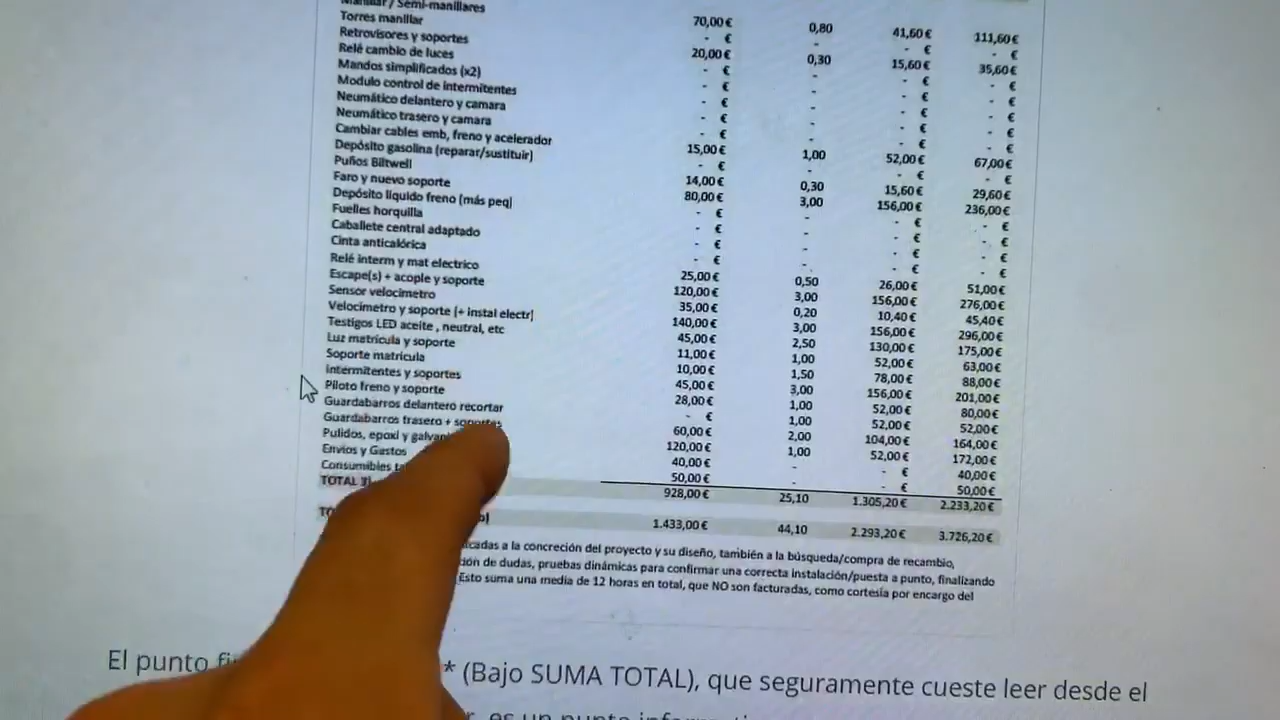 Manillar / Semi-manillares 70,00 € 0,80 41,60 € 111,60 €
Torres manillar - € - - € - €
Retrovisores y soportes 20,00 € 0,30 15,60 € 35,60 €
Relé cambio de luces - € - - € - €
Mandos simplificados (x2) - € - - € - €
Modulo control de intermitentes - € - - € - €
Neumático delantero y camara - € - - € - €
Neumático trasero y camara - € - - € - €
Cambiar cables emb, freno y acelerador 15,00 € 1,00 52,00 € 67,00 €
Depósito gasolina (reparar/sustituir) - € - - € - €
Puños Biltwell 14,00 € 0,30 15,60 € 29,60 €
Faro y nuevo soporte 80,00 € 3,00 156,00 € 236,00 €
Depósito liquido freno (más peq) - € - - € - €
Fuelles horquilla - € - - € - €
Caballete central adaptado - € - - € - €
Cinta anticalórica - € - - € - €
Relé interm y mat electrico 25,00 € 0,50 26,00 € 51,00 €
Escape(s) + acople y soporte 120,00 € 3,00 156,00 € 276,00 €
Sensor velocimetro 35,00 € 0,20 10,40 € 45,40 €
Velocimetro y soporte (+ instal electr) 140,00 € 3,00 156,00 € 296,00 €
Testigos LED aceite , neutral, etc 45,00 € 2,50 130,00 € 175,00 €
Luz matricula y soporte 11,00 € 1,00 52,00 € 63,00 €
Soporte matricula 10,00 € 1,50 78,00 € 88,00 €
Intermitentes y soportes 45,00 € 3,00 156,00 € 201,00 €
Piloto freno y soporte 28,00 € 1,00 52,00 € 80,00 €
Guardabarros delantero recortar - € 1,00 52,00 € 52,00 €
Guardabarros trasero + soportes 60,00 € 2,00 104,00 € 164,00 €
Pulidos, epoxi y galvan 120,00 € 1,00 52,00 € 172,00 €
Envios y Gastos 40,00 € - - € 40,00 €
Consumibles 50,00 € - - € 50,00 €
TOTAL 928,00 € 25,10 1.305,20 € 2.233,20 €
1.433,00 € 44,10 2.293,20 € 3.726,20 €
a la concreción del proyecto y su diseño, también a la búsqueda/compra de recambio,
de dudas, pruebas dinámicas para confirmar una correcta instalación/puesta a punto, finalizando
Esto suma una media de 12 horas en total, que NO son facturadas, como cortesía por encargo del
El punto * (Bajo SUMA TOTAL), que seguramente cueste leer desde el
es un punto